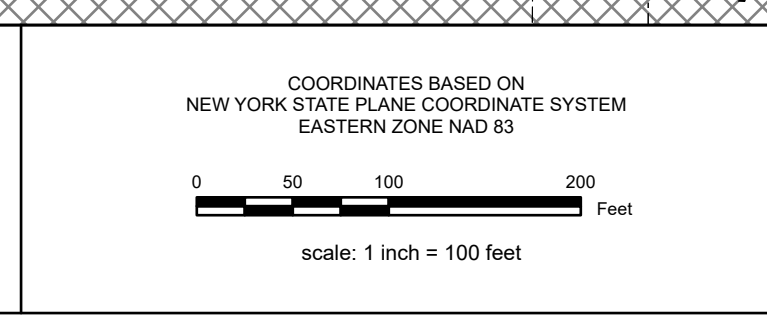 COORDINATES BASED ON
NEW YORK STATE PLANE COORDINATE SYSTEM
EASTERN ZONE NAD 83
0 50 100 200
Feet
scale: 1 inch = 100 feet